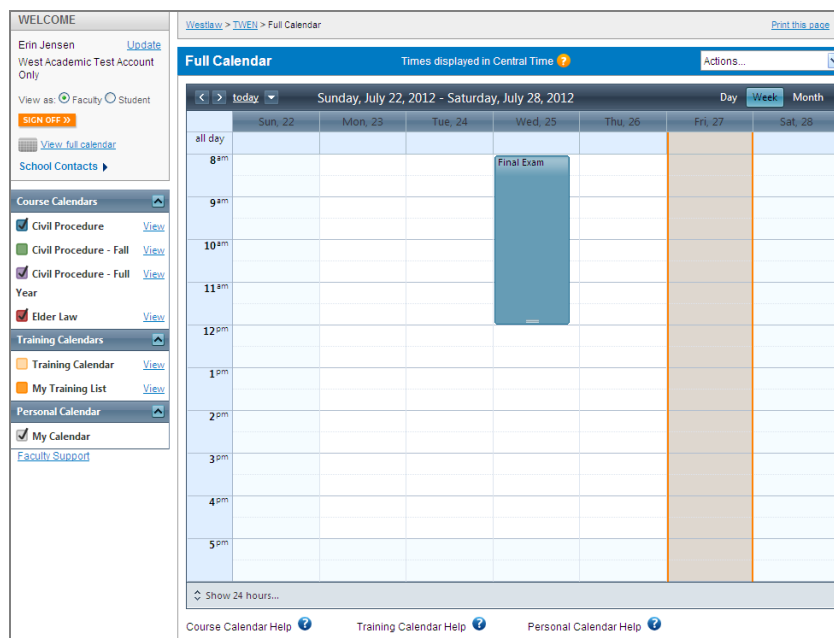 WELCOME
Erin Jensen Update
West Academic Test Account
Only
View as: Faculty Student
SIGN OFF »
View full calendar
School Contacts
Course Calendars
Civil Procedure View
Civil Procedure - Fall View
Civil Procedure - Full View
Year
Elder Law View
Training Calendars
Training Calendar View
My Training List View
Personal Calendar
My Calendar
Faculty Support
Westlaw > TWEN > Full Calendar Print this page
Full Calendar Times displayed in Central Time ? Actions...
today Sunday, July 22, 2012 - Saturday, July 28, 2012 Day Week Month
Sun, 22 Mon, 23 Tue, 24 Wed, 25 Thu, 26 Fri, 27 Sat, 28
all day
8am Final Exam
9am
10am
11am
12pm
1pm
2pm
3pm
4pm
5pm
Show 24 hours...
Course Calendar Help ? Training Calendar Help ? Personal Calendar Help ?